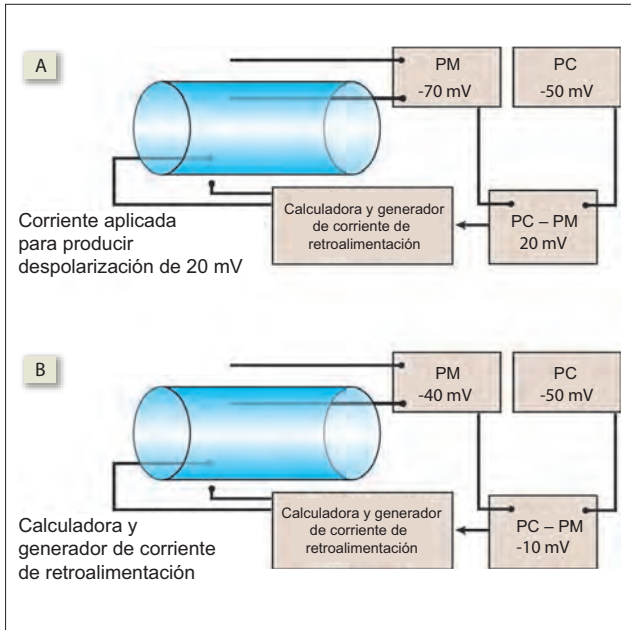 A
PM
-70 mV
PC
-50 mV
Calculadora y generador
de corriente de
retroalimentación
PC – PM
20 mV
Corriente aplicada
para producir
despolarización de 20 mV
B
PM
-40 mV
PC
-50 mV
Calculadora y generador
de corriente de
retroalimentación
PC – PM
-10 mV
Calculadora y
generador de corriente
de retroalimentación